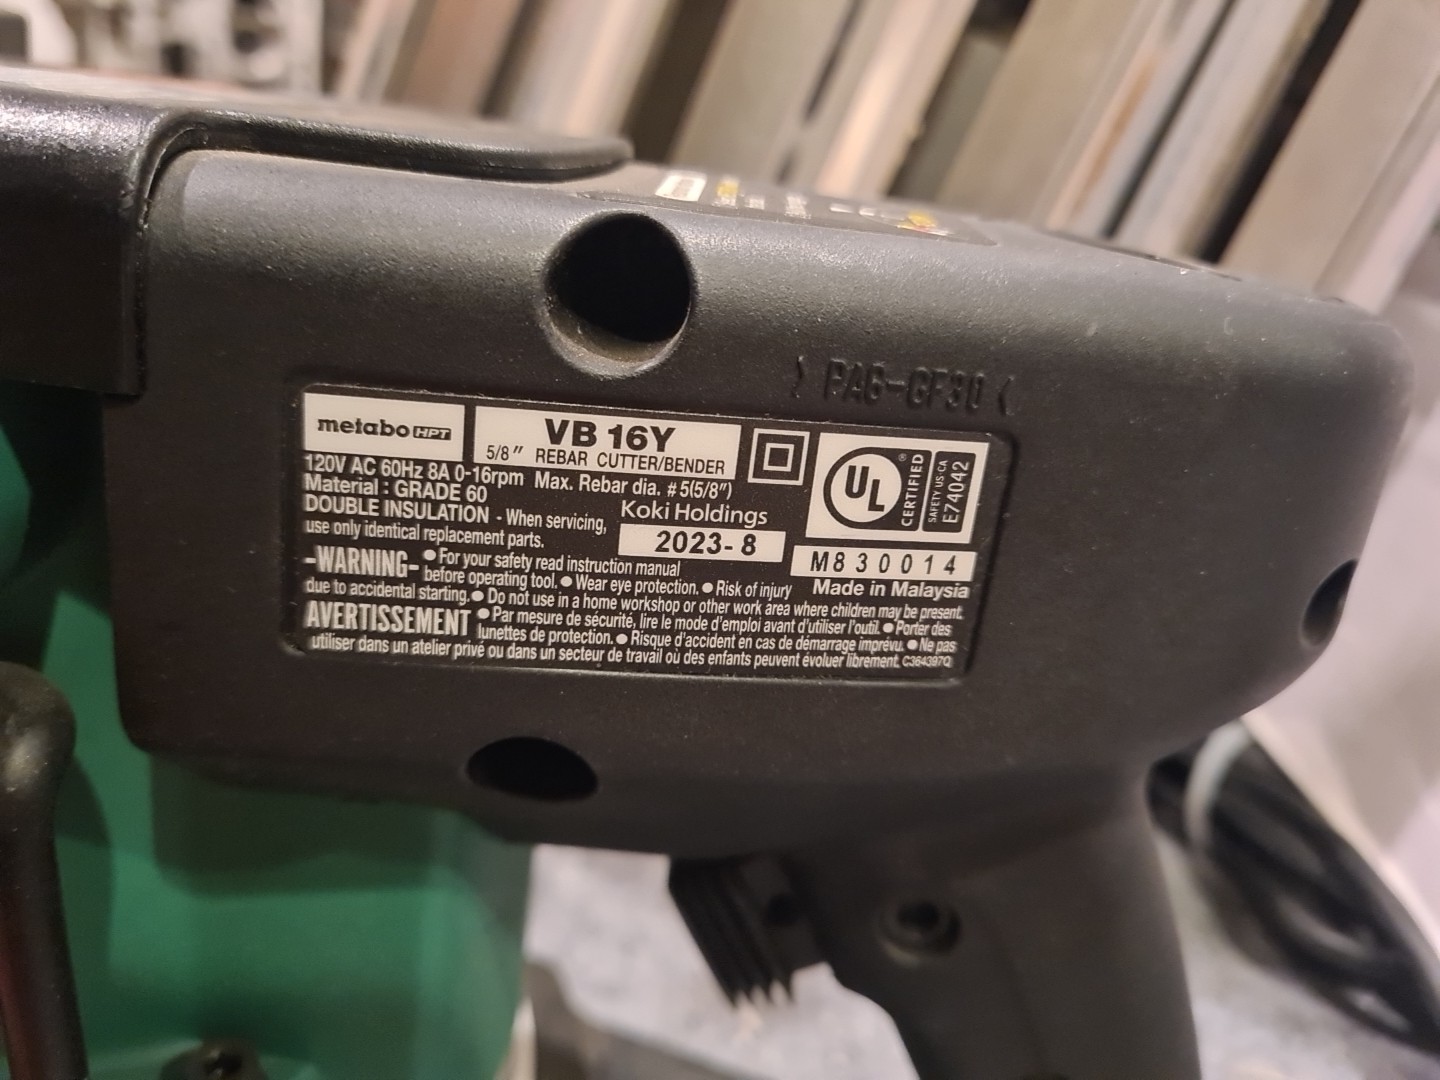 > PA6-GF30 <
metabo HPT
VB 16Y
5/8" REBAR CUTTER/BENDER
120V AC 60Hz 8A 0-16rpm Max. Rebar dia. #5(5/8")
Material : GRADE 60
DOUBLE INSULATION - When servicing,
use only identical replacement parts.
Koki Holdings
2023-8
UL
®
CERTIFIED
SAFETY US-CA
E74042
M830014
Made in Malaysia
-WARNING- ●For your safety read instruction manual
before operating tool. ●Wear eye protection. ●Risk of injury
due to accidental starting. ●Do not use in a home workshop or other work area where children may be present.
AVERTISSEMENT ●Par mesure de sécurité, lire le mode d'emploi avant d'utiliser l'outil. ●Porter des
lunettes de protection. ●Risque d'accident en cas de démarrage imprévu. ●Ne pas
utiliser dans un atelier privé ou dans un secteur de travail où des enfants peuvent évoluer librement. C364397Q